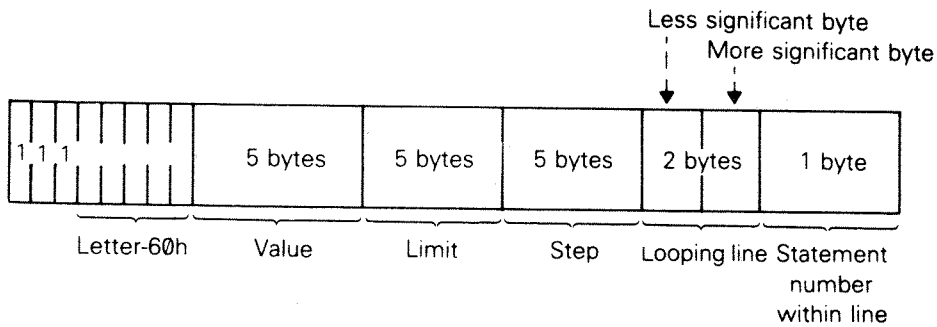 Less significant byte
More significant byte
1 1 1
5 bytes
5 bytes
5 bytes
2 bytes
1 byte
Letter-60h
Value
Limit
Step
Looping line
Statement
number
within line